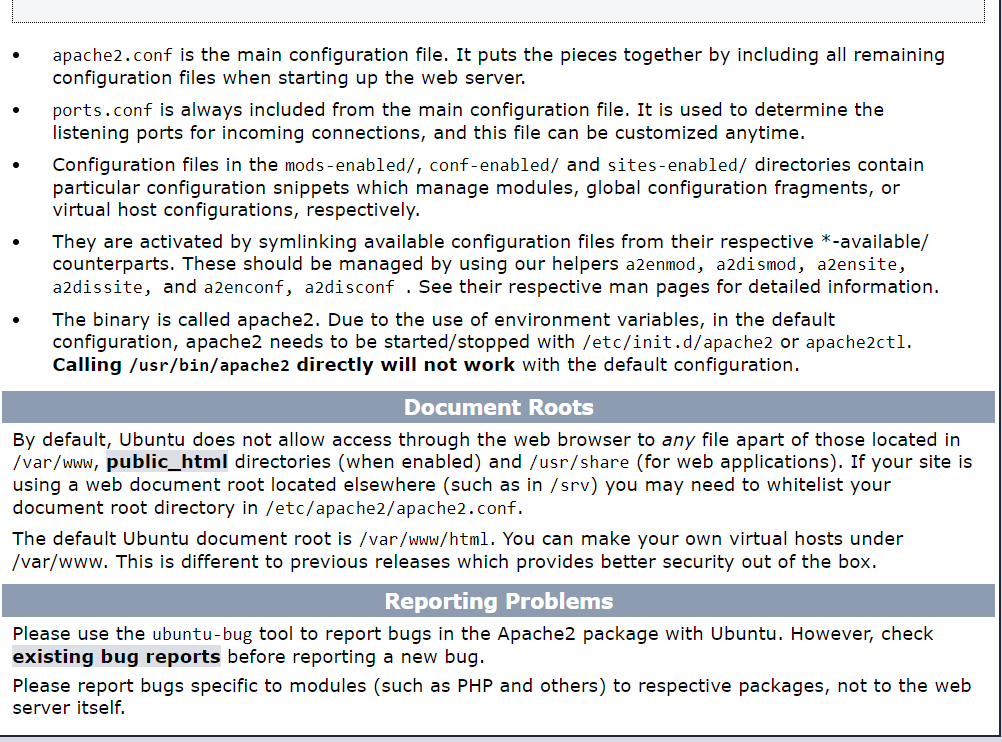 • apache2.conf is the main configuration file. It puts the pieces together by including all remaining
configuration files when starting up the web server.
• ports.conf is always included from the main configuration file. It is used to determine the
listening ports for incoming connections, and this file can be customized anytime.
• Configuration files in the mods-enabled/, conf-enabled/ and sites-enabled/ directories contain
particular configuration snippets which manage modules, global configuration fragments, or
virtual host configurations, respectively.
• They are activated by symlinking available configuration files from their respective *-available/
counterparts. These should be managed by using our helpers a2enmod, a2dismod, a2ensite,
a2dissite, and a2enconf, a2disconf . See their respective man pages for detailed information.
• The binary is called apache2. Due to the use of environment variables, in the default
configuration, apache2 needs to be started/stopped with /etc/init.d/apache2 or apache2ctl.
Calling /usr/bin/apache2 directly will not work with the default configuration.
Document Roots
By default, Ubuntu does not allow access through the web browser to any file apart of those located in
/var/www, public_html directories (when enabled) and /usr/share (for web applications). If your site is
using a web document root located elsewhere (such as in /srv) you may need to whitelist your
document root directory in /etc/apache2/apache2.conf.
The default Ubuntu document root is /var/www/html. You can make your own virtual hosts under
/var/www. This is different to previous releases which provides better security out of the box.
Reporting Problems
Please use the ubuntu-bug tool to report bugs in the Apache2 package with Ubuntu. However, check
existing bug reports before reporting a new bug.
Please report bugs specific to modules (such as PHP and others) to respective packages, not to the web
server itself.